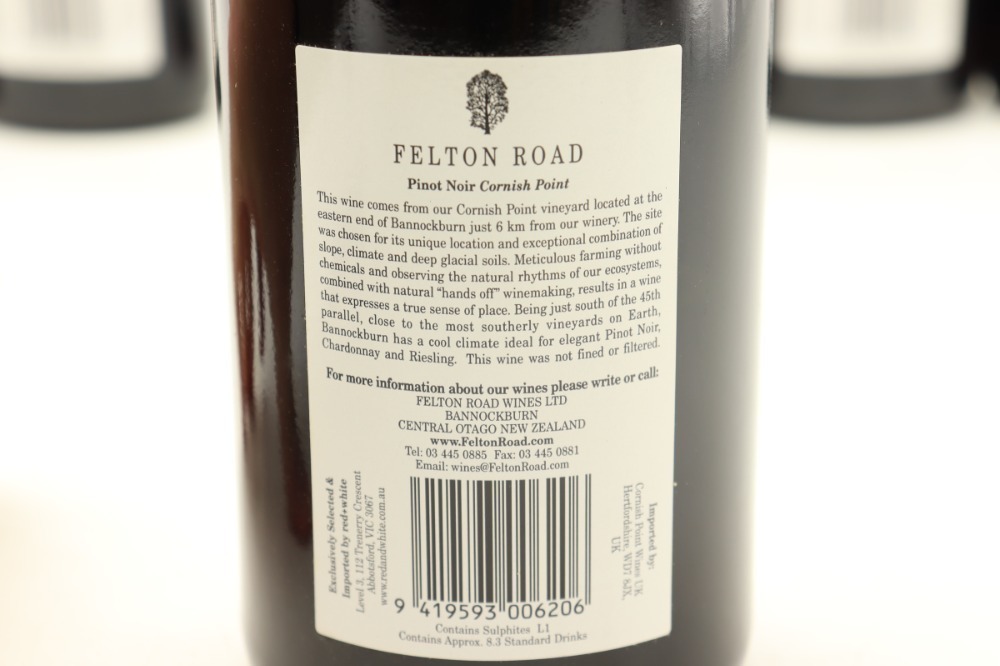 FELTON ROAD
Pinot Noir Cornish Point
This wine comes from our Cornish Point vineyard located at the
eastern end of Bannockburn just 6 km from our winery. The site
was chosen for its unique location and exceptional combination of
slope, climate and deep glacial soils. Meticulous farming without
chemicals and observing the natural rhythms of our ecosystems,
combined with natural “hands off” winemaking, results in a wine
that expresses a true sense of place. Being just south of the 45th
parallel, close to the most southerly vineyards on Earth,
Bannockburn has a cool climate ideal for elegant Pinot Noir,
Chardonnay and Riesling. This wine was not fined or filtered.
For more information about our wines please write or call:
FELTON ROAD WINES LTD
BANNOCKBURN
CENTRAL OTAGO NEW ZEALAND
www.FeltonRoad.com
Tel: 03 445 0885 Fax: 03 445 0881
Email: wines@FeltonRoad.com
Exclusively Selected &
Imported by red+white
Level 3, 112 Trenerry Crescent
Abbotsford, VIC 3067
www.redandwhite.com.au
Imported by:
Cornish Point Wines UK
Hertfordshire, WD7 8JX,
UK
9 419593 006206
Contains Sulphites L1
Contains Approx. 8.3 Standard Drinks